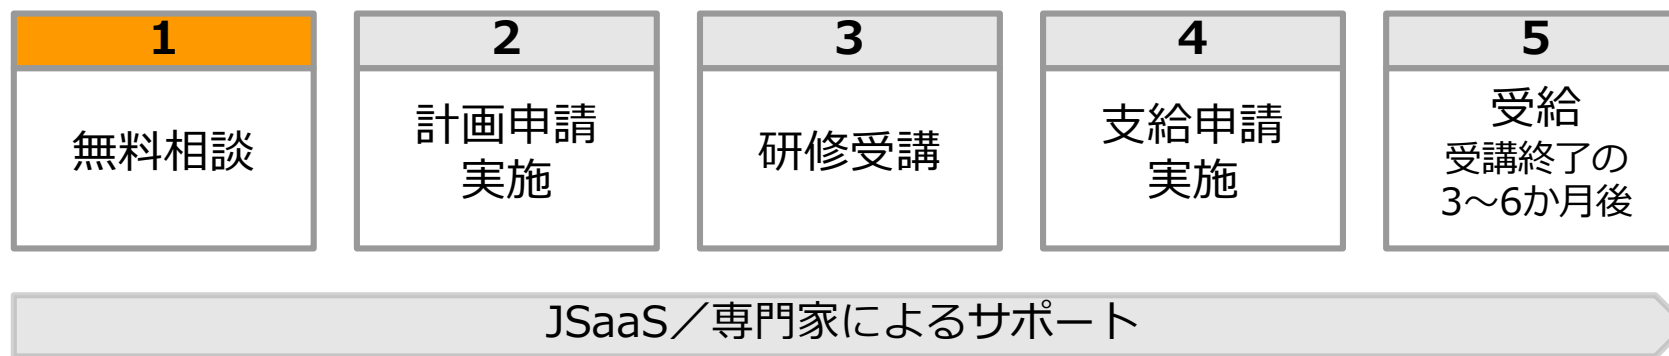 1
無料相談
2
計画申請
実施
3
研修受講
4
支給申請
実施
5
受給
受講終了の
3～6か月後
JSaaS／専門家によるサポート